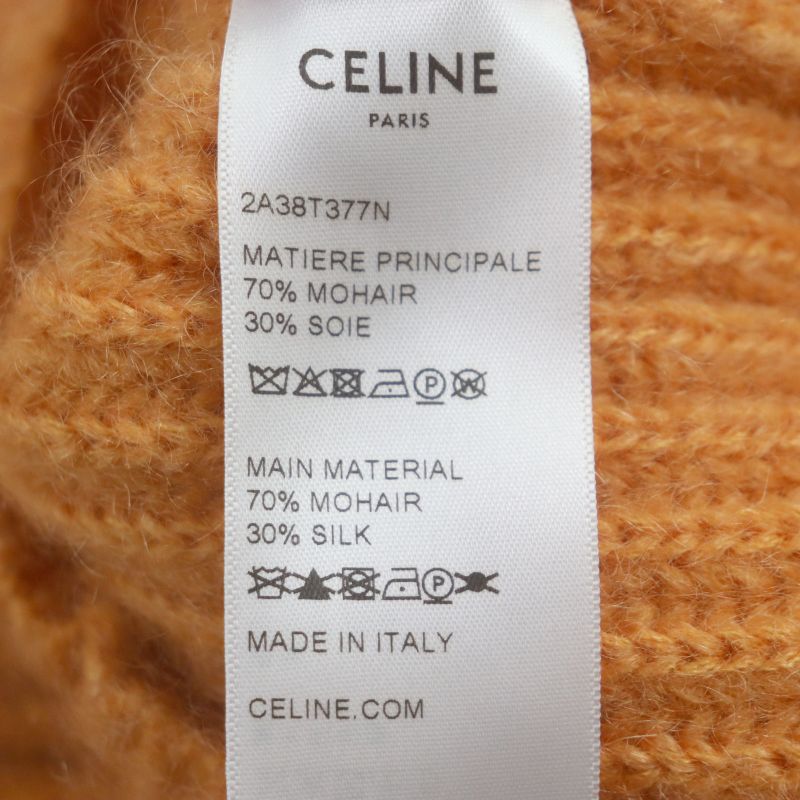 CELINE
PARIS
2A38T377N
MATIERE PRINCIPALE
70% MOHAIR
30% SOIE
MAIN MATERIAL
70% MOHAIR
30% SILK
MADE IN ITALY
CELINE.COM